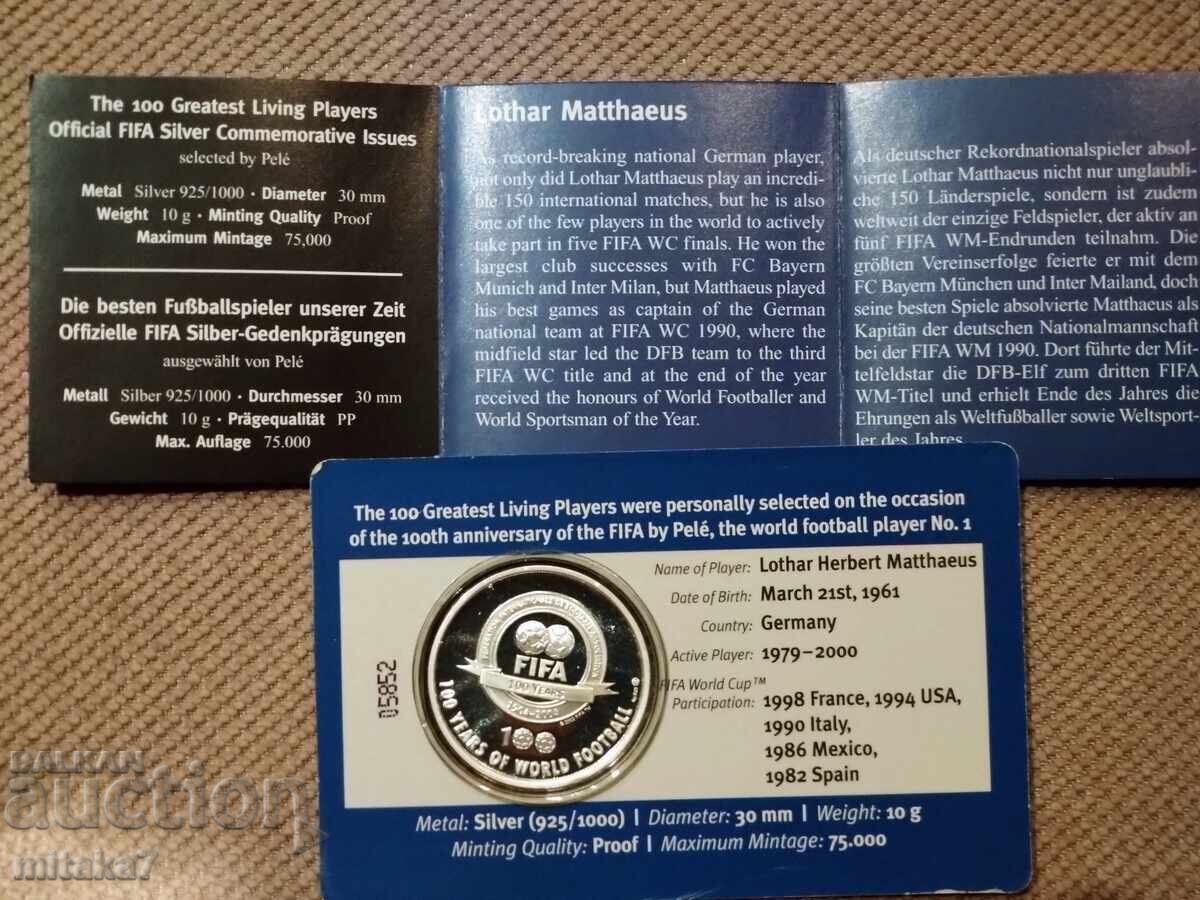 The 100 Greatest Living Players
Official FIFA Silver Commemorative Issues
selected by Pelé
Metal Silver 925/1000 · Diameter 30 mm
Weight 10 g · Minting Quality Proof
Maximum Mintage 75,000
Die besten Fußballspieler unserer Zeit
Offizielle FIFA Silber-Gedenkprägungen
ausgewählt von Pelé
Metall Silber 925/1000 · Durchmesser 30 mm
Gewicht 10 g · Prägequalität PP
Max. Auflage 75.000
Lothar Matthaeus
As record-breaking national German player,
not only did Lothar Matthaeus play an incredi-
ble 150 international matches, but he is also
one of the few players in the world to actively
take part in five FIFA WC finals. He won the
largest club successes with FC Bayern
Munich and Inter Milan, but Matthaeus played
his best games as captain of the German
national team at FIFA WC 1990, where the
midfield star led the DFB team to the third
FIFA WC title and at the end of the year
received the honours of World Footballer and
World Sportsman of the Year.
Als deutscher Rekordnationalspieler absol-
vierte Lothar Matthaeus nicht nur unglaubli-
che 150 Länderspiele, sondern ist zudem
weltweit der einzige Feldspieler, der aktiv an
fünf FIFA WM-Endrunden teilnahm. Die
größten Vereinserfolge feierte er mit dem
FC Bayern München und Inter Mailand, doch
seine besten Spiele absolvierte Matthaeus als
Kapitän der deutschen Nationalmannschaft
bei der FIFA WM 1990. Dort führte der Mit-
telfeldstar die DFB-Elf zum dritten FIFA
WM-Titel und erhielt Ende des Jahres die
Ehrungen als Weltfußballer sowie Weltsport-
ler des Jahres.
The 100 Greatest Living Players were personally selected on the occasion
of the 100th anniversary of the FIFA by Pelé, the world football player No. 1
Name of Player: Lothar Herbert Matthaeus
Date of Birth: March 21st, 1961
Country: Germany
Active Player: 1979–2000
FIFA World Cup™
Participation: 1998 France, 1994 USA,
1990 Italy,
1986 Mexico,
1982 Spain
05852
FIFA
100 YEARS
100
100 YEARS OF WORLD FOOTBALL
Metal: Silver (925/1000) | Diameter: 30 mm | Weight: 10 g
Minting Quality: Proof | Maximum Mintage: 75.000
BALKAN
auction
mitaka7